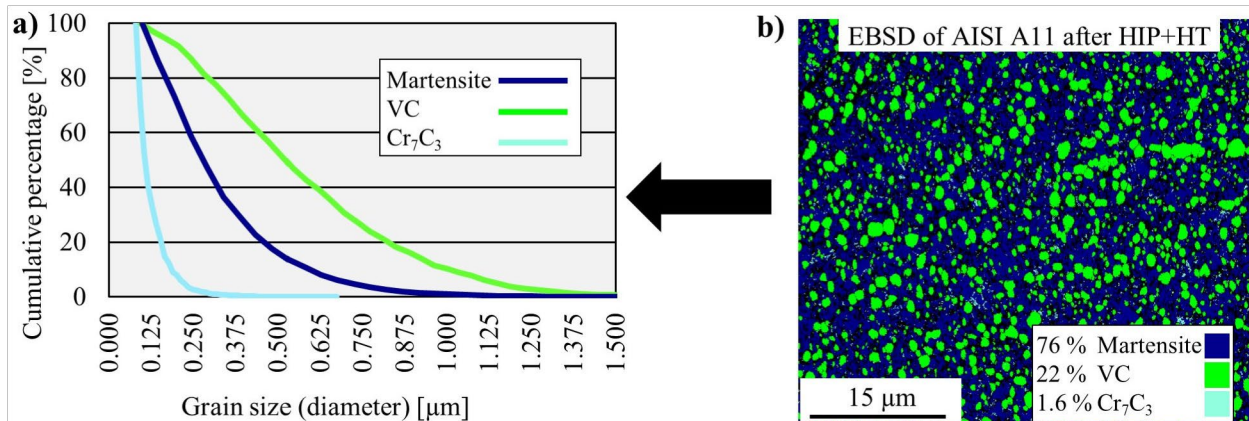 a)
Cumulative percentage [%]
100
80
60
40
20
0
Martensite
VC
Cr₇C₃
0.000
0.125
0.250
0.375
0.500
0.625
0.750
0.875
1.000
1.125
1.250
1.375
1.500
Grain size (diameter) [μm]
b)
EBSD of AISI A11 after HIP+HT
76 % Martensite
22 % VC
1.6 % Cr₇C₃
15 μm